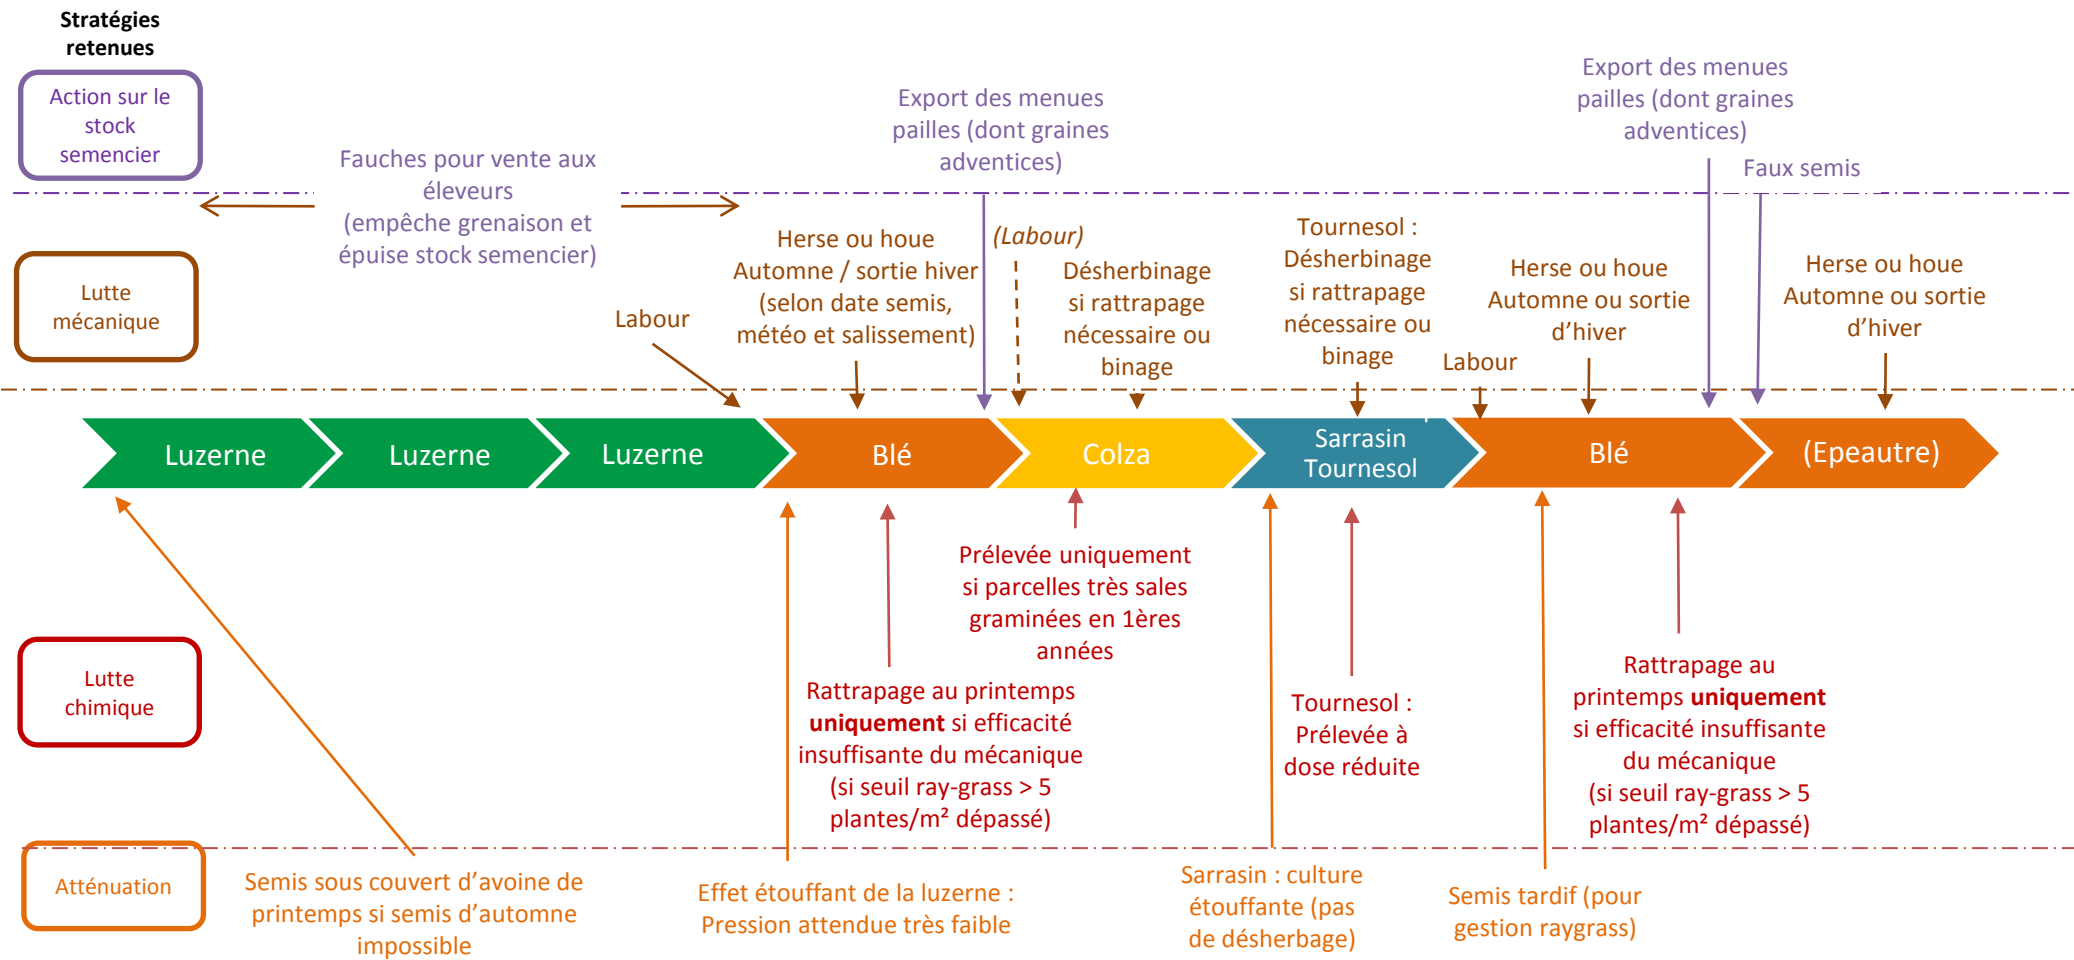 Stratégies
retenues
Action sur le
stock
semencier
Fauches pour vente aux
éleveurs
(empêche grenaison et
épuise stock semencier)
Export des menues
pailles (dont graines
adventices)
Export des menues
pailles (dont graines
adventices)
Faux semis
Lutte
mécanique
Labour
Herse ou houe
Automne / sortie hiver
(selon date semis,
météo et salissement)
(Labour)
Désherbinage
si rattrapage
nécessaire ou
binage
Tournesol :
Désherbinage
si rattrapage
nécessaire ou
binage
Labour
Herse ou houe
Automne ou sortie
d’hiver
Herse ou houe
Automne ou sortie
d’hiver
Luzerne
Luzerne
Luzerne
Blé
Colza
Sarrasin
Tournesol
Blé
(Epeautre)
Lutte
chimique
Rattrapage au printemps
uniquement si efficacité
insuffisante du mécanique
(si seuil ray-grass > 5
plantes/m² dépassé)
Prélevée uniquement
si parcelles très sales
graminées en 1ères
années
Tournesol :
Prélevée à
dose réduite
Rattrapage au
printemps uniquement
si efficacité insuffisante
du mécanique
(si seuil ray-grass > 5
plantes/m² dépassé)
Atténuation
Semis sous couvert d’avoine de
printemps si semis d’automne
impossible
Effet étouffant de la luzerne :
Pression attendue très faible
Sarrasin : culture
étouffante (pas
de désherbage)
Semis tardif (pour
gestion raygrass)